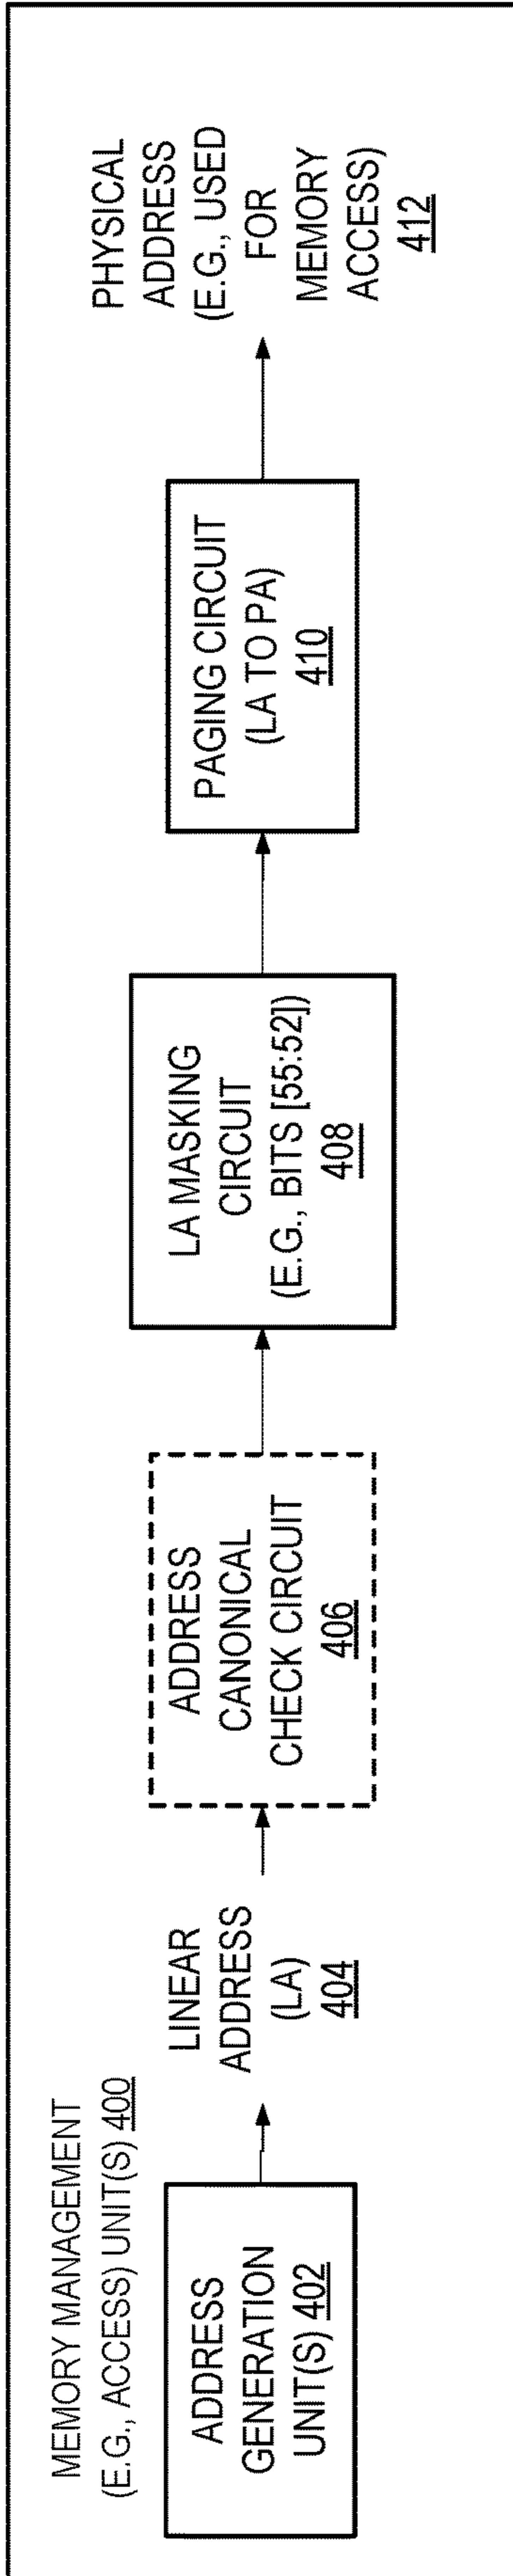 MEMORY MANAGEMENT
(E.G., ACCESS) UNIT(S) 400
ADDRESS
GENERATION
UNIT(S) 402
LINEAR
ADDRESS
(LA)
404
ADDRESS
CANONICAL
CHECK CIRCUIT
406
LA MASKING
CIRCUIT
(E.G., BITS [55:52])
408
PAGING CIRCUIT
(LA TO PA)
410
PHYSICAL
ADDRESS
(E.G., USED
FOR
MEMORY
ACCESS)
412